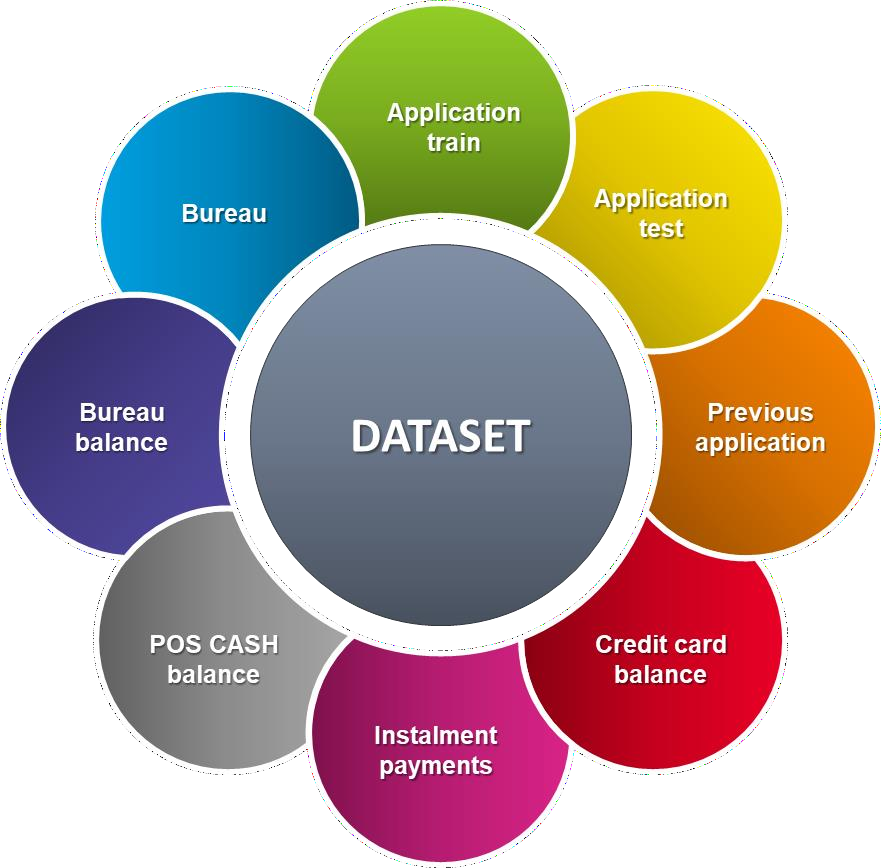 Application
train
Application
test
Bureau
Previous
application
Bureau
balance
DATASET
POS CASH
balance
Credit card
balance
Instalment
payments